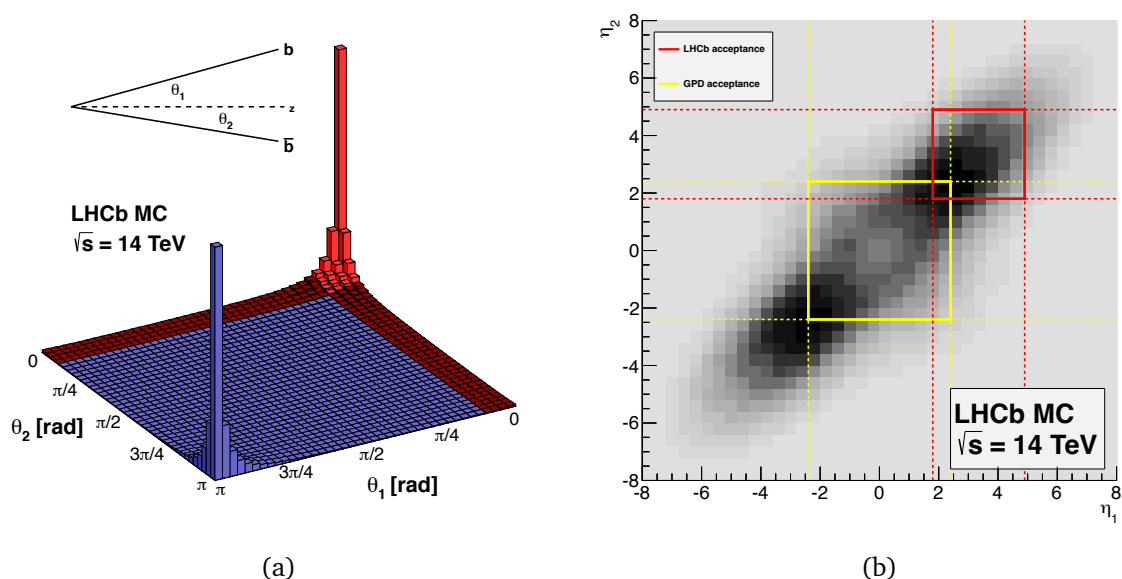 b
θ1
z
θ2
b̅
LHCb MC
√s = 14 TeV
0
π/4
π/2
3π/4
π
θ2 [rad]
π
3π/4
π/2
π/4
0
θ1 [rad]
(a)
η2
8
6
4
2
0
-2
-4
-6
-8
LHCb acceptance
GPD acceptance
LHCb MC
√s = 14 TeV
-8 -6 -4 -2 0 2 4 6 8
η1
(b)